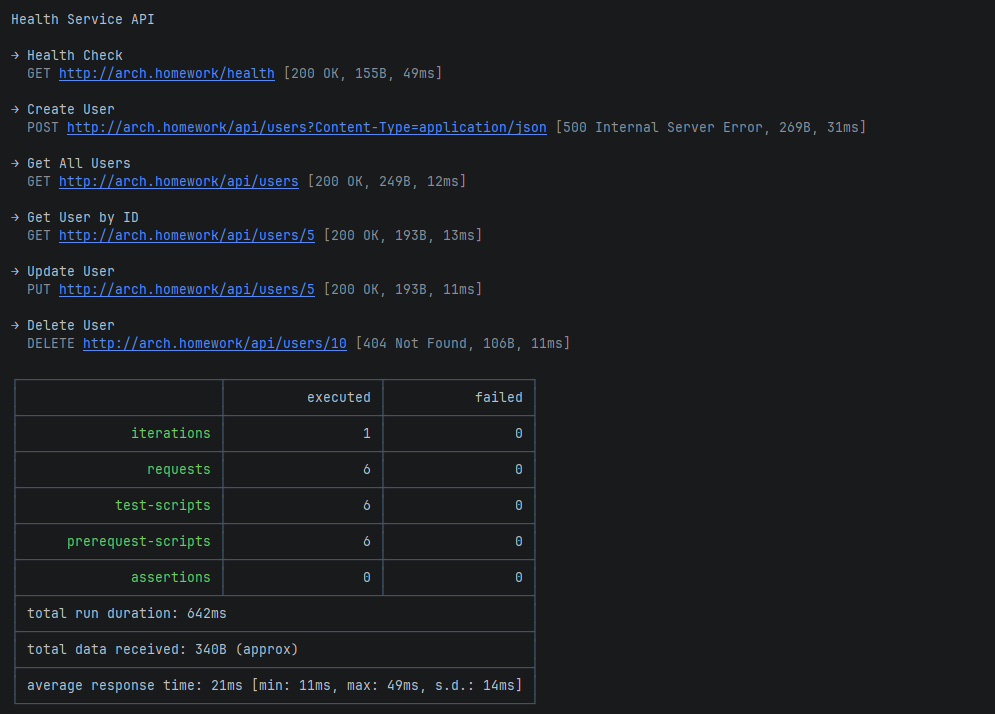 Health Service API
→ Health Check
GET http://arch.homework/health [200 OK, 155B, 49ms]
→ Create User
POST http://arch.homework/api/users?Content-Type=application/json [500 Internal Server Error, 269B, 31ms]
→ Get All Users
GET http://arch.homework/api/users [200 OK, 249B, 12ms]
→ Get User by ID
GET http://arch.homework/api/users/5 [200 OK, 193B, 13ms]
→ Update User
PUT http://arch.homework/api/users/5 [200 OK, 193B, 11ms]
→ Delete User
DELETE http://arch.homework/api/users/10 [404 Not Found, 106B, 11ms]
executed failed
iterations 1 0
requests 6 0
test-scripts 6 0
prerequest-scripts 6 0
assertions 0 0
total run duration: 642ms
total data received: 340B (approx)
average response time: 21ms [min: 11ms, max: 49ms, s.d.: 14ms]